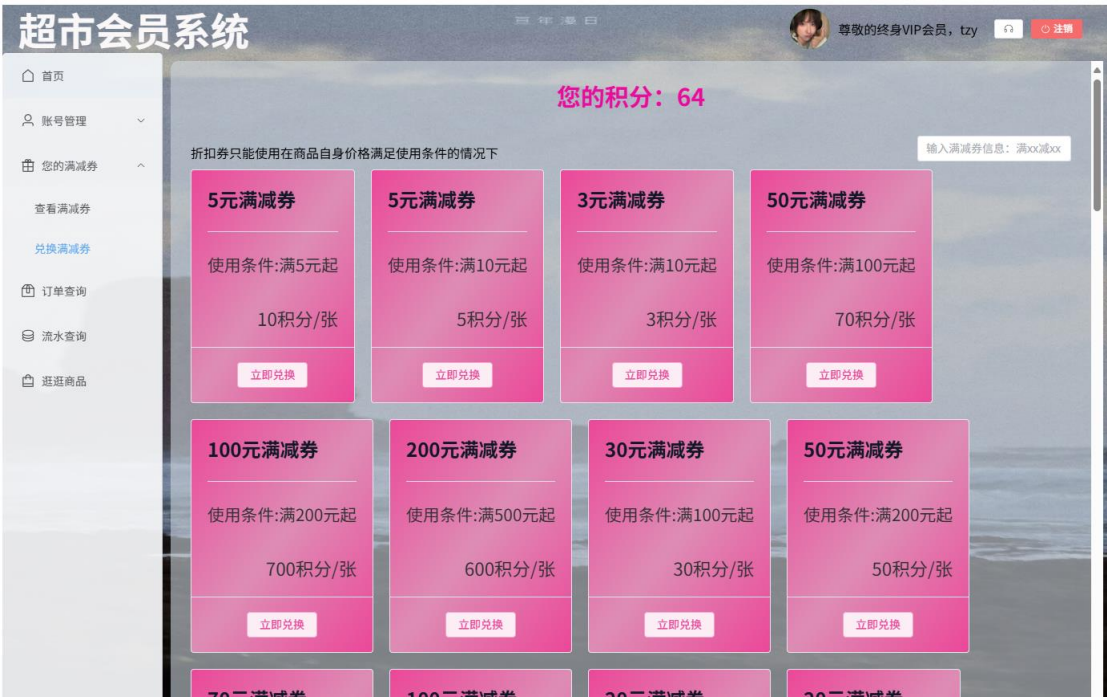 超市会员系统
百年漫日
尊敬的终身VIP会员，tzy
注销
首页
账号管理
您的满减券
查看满减券
兑换满减券
订单查询
流水查询
逛逛商品
您的积分：64
折扣券只能使用在商品自身价格满足使用条件的情况下
输入满减券信息：满xx减xx
5元满减券
使用条件:满5元起
10积分/张
立即兑换
5元满减券
使用条件:满10元起
5积分/张
立即兑换
3元满减券
使用条件:满10元起
3积分/张
立即兑换
50元满减券
使用条件:满100元起
70积分/张
立即兑换
100元满减券
使用条件:满200元起
700积分/张
立即兑换
200元满减券
使用条件:满500元起
600积分/张
立即兑换
30元满减券
使用条件:满100元起
30积分/张
立即兑换
50元满减券
使用条件:满200元起
50积分/张
立即兑换